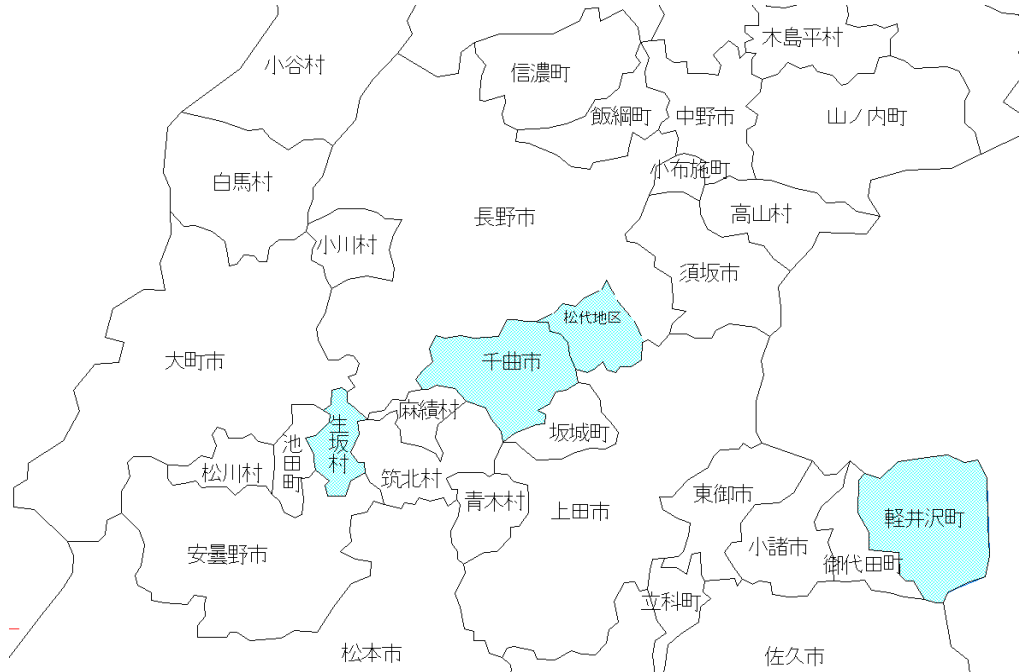 木島平村
小谷村
信濃町
飯綱町
中野市
山ノ内町
小布施町
白馬村
高山村
長野市
小川村
須坂市
松代地区
大町市
千曲市
麻績村
生坂村
坂城町
池田町
松川村
筑北村
青木村
上田市
東御市
軽井沢町
小諸市
安曇野市
御代田町
立科町
松本市
佐久市